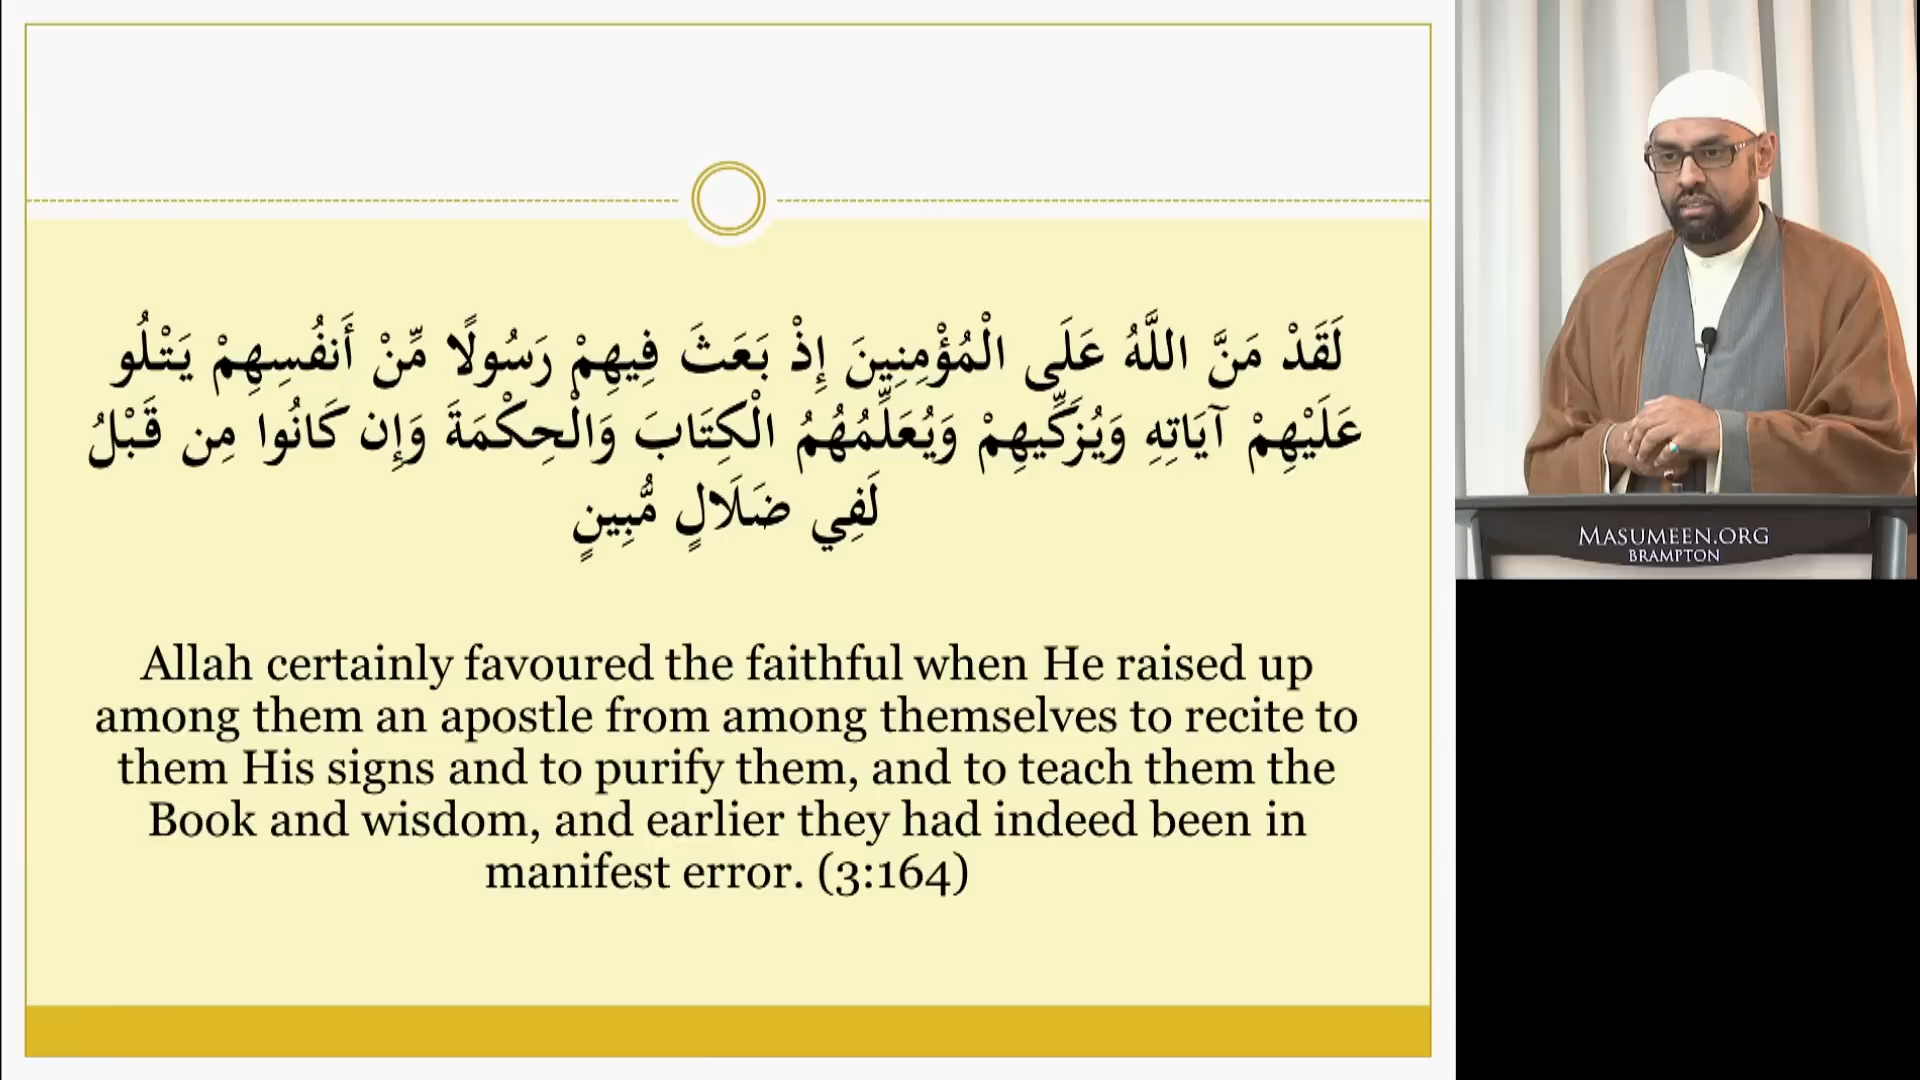 لَقَدْ مَنَّ اللَّهُ عَلَى الْمُؤْمِنِينَ إِذْ بَعَثَ فِيهِمْ رَسُولًا مِّنْ أَنفُسِهِمْ يَتْلُو
عَلَيْهِمْ آيَاتِهِ وَيُزَكِّيهِمْ وَيُعَلِّمُهُمُ الْكِتَابَ وَالْحِكْمَةَ وَإِن كَانُوا مِن قَبْلُ
لَفِي ضَلَالٍ مُّبِينٍ
Allah certainly favoured the faithful when He raised up
among them an apostle from among themselves to recite to
them His signs and to purify them, and to teach them the
Book and wisdom, and earlier they had indeed been in
manifest error. (3:164)
MASUMEEN.ORG
BRAMPTON